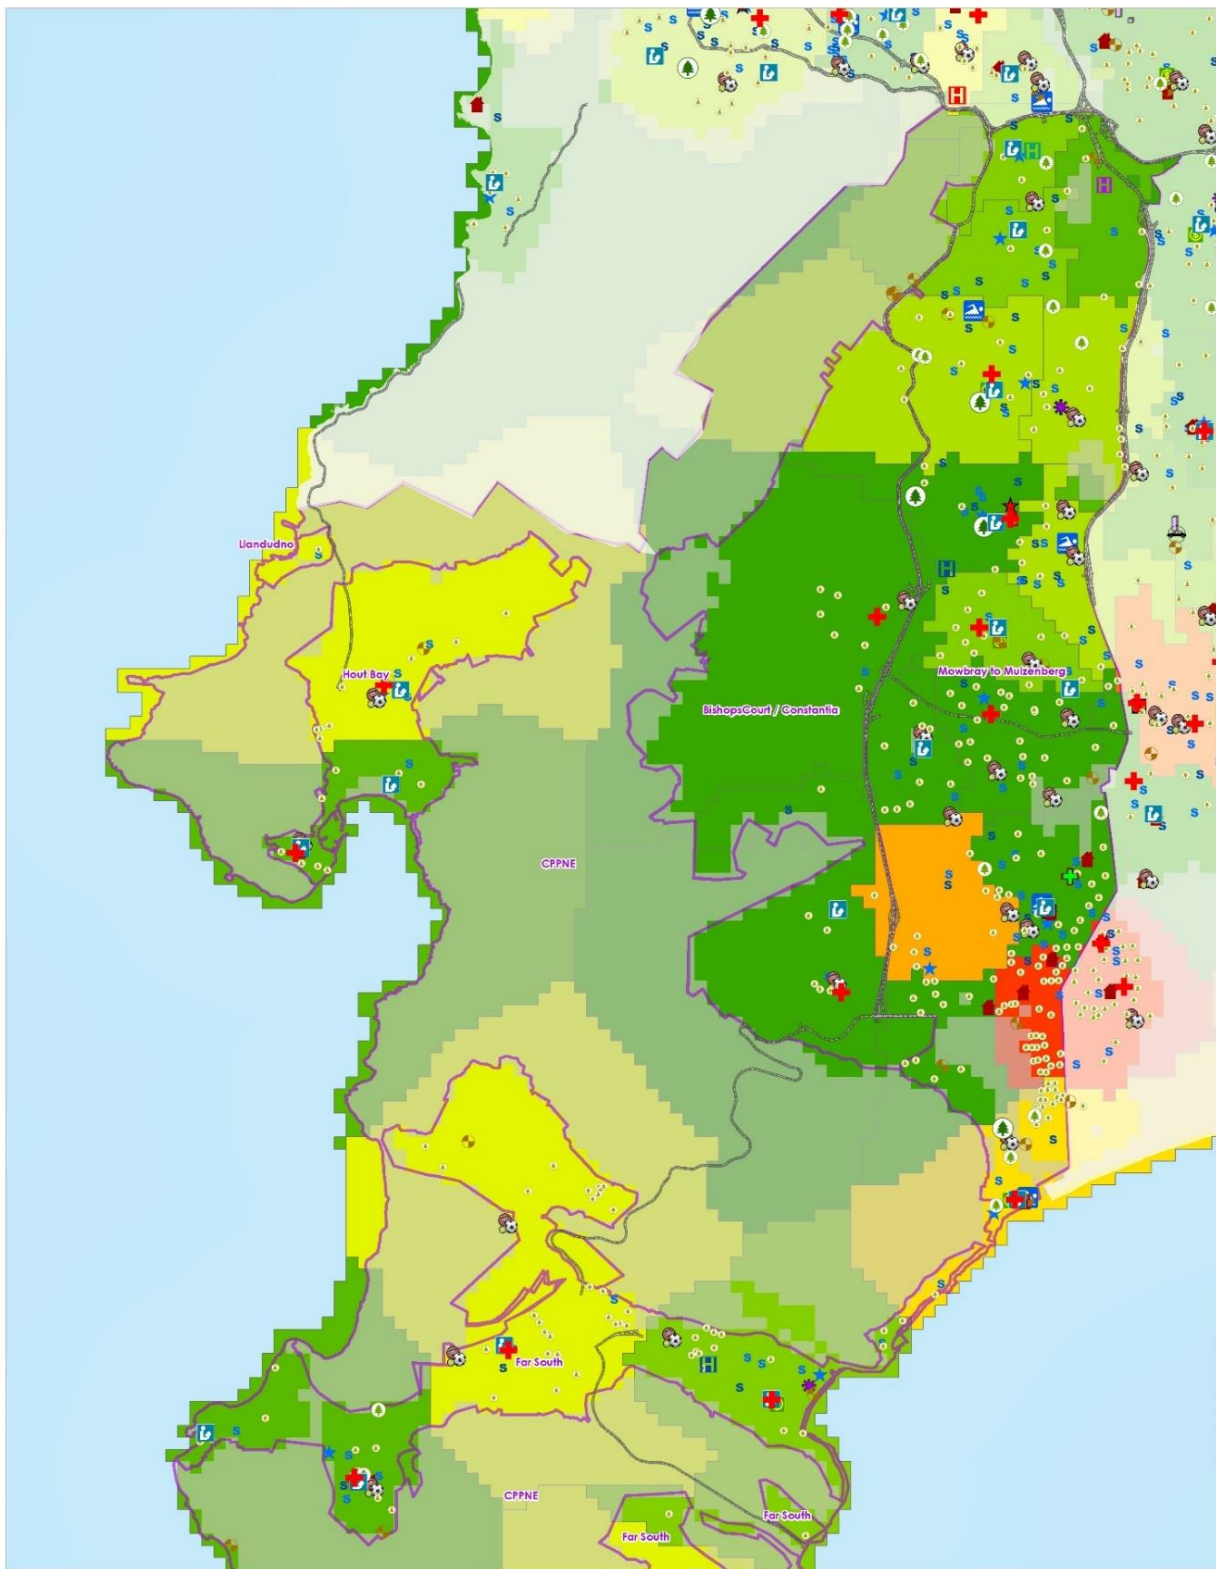 Llandudno
Hout Bay
Mowbray to Muizenberg
BishopsCourt / Constantia
CPPNE
Far South
CPPNE
Far South
Far South